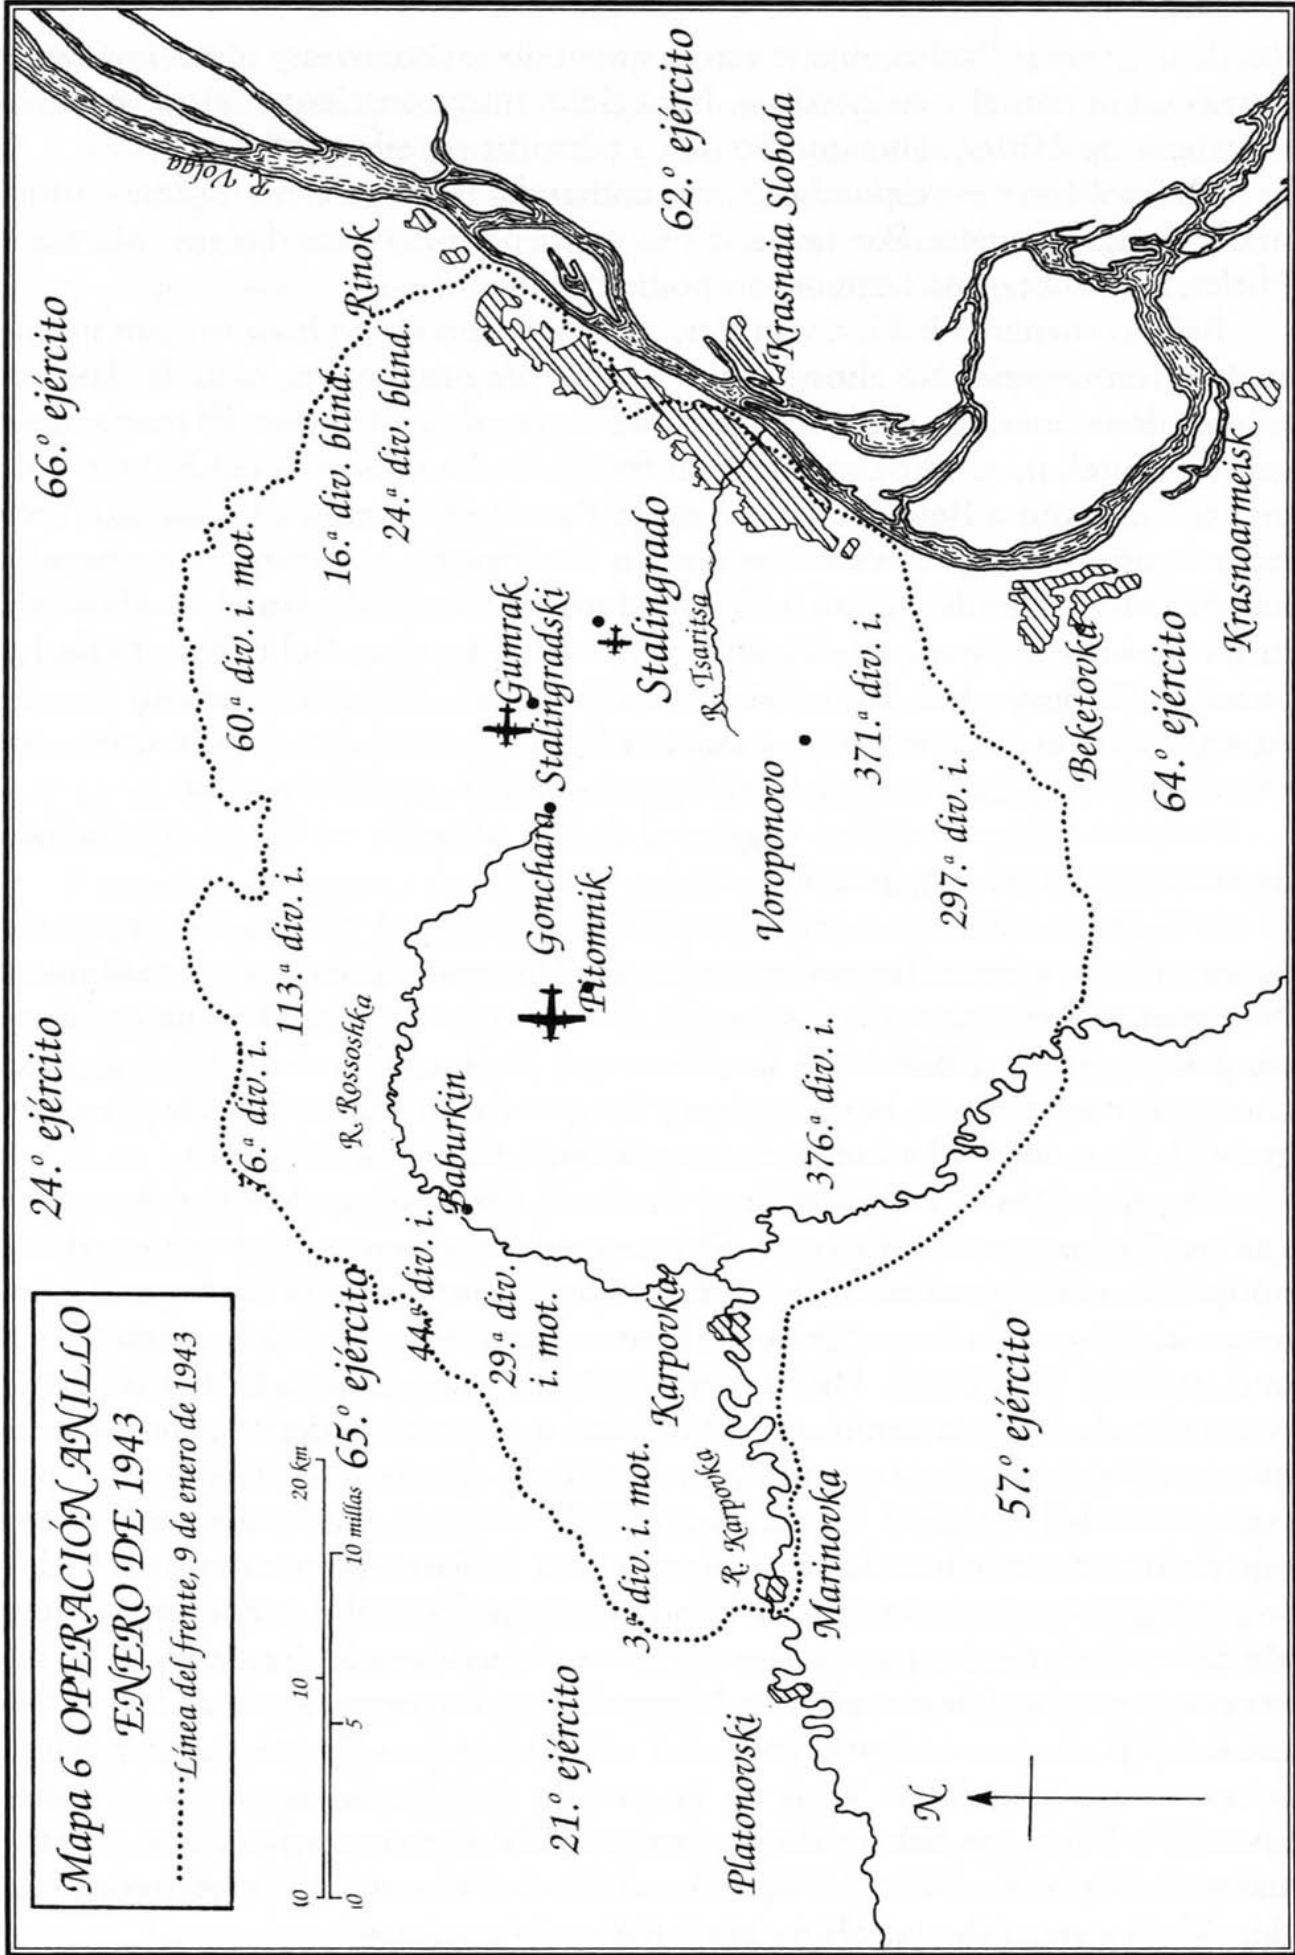 Mapa 6 OPERACION ANILLO
ENERO DE 1943
Línea del frente, 9 de enero de 1943
0 10 20 km
0 5 10 millas
24.º ejército
66.º ejército
R. Volga
65.º ejército
76.ª div. i.
113.ª div. i.
60.ª div. i. mot.
16.ª div. blind.
Rinok
24.ª div. blind.
R. Rossoshka
44.ª div. i.
Baburkin
29.ª div.
i. mot.
Gumrak
Gonchara
Stalingradski
Pitomnik
21.º ejército
3.ª div. i. mot.
Karpovka
R. Karpovka
Stalingrado
R. Tsaritsa
62.º ejército
Krasnaia Sloboda
Platonovski
Marinovka
376.ª div. i.
Voroponovo
371.ª div. i.
297.ª div. i.
57.º ejército
Beketovka
64.º ejército
Krasnoarmeisk
N